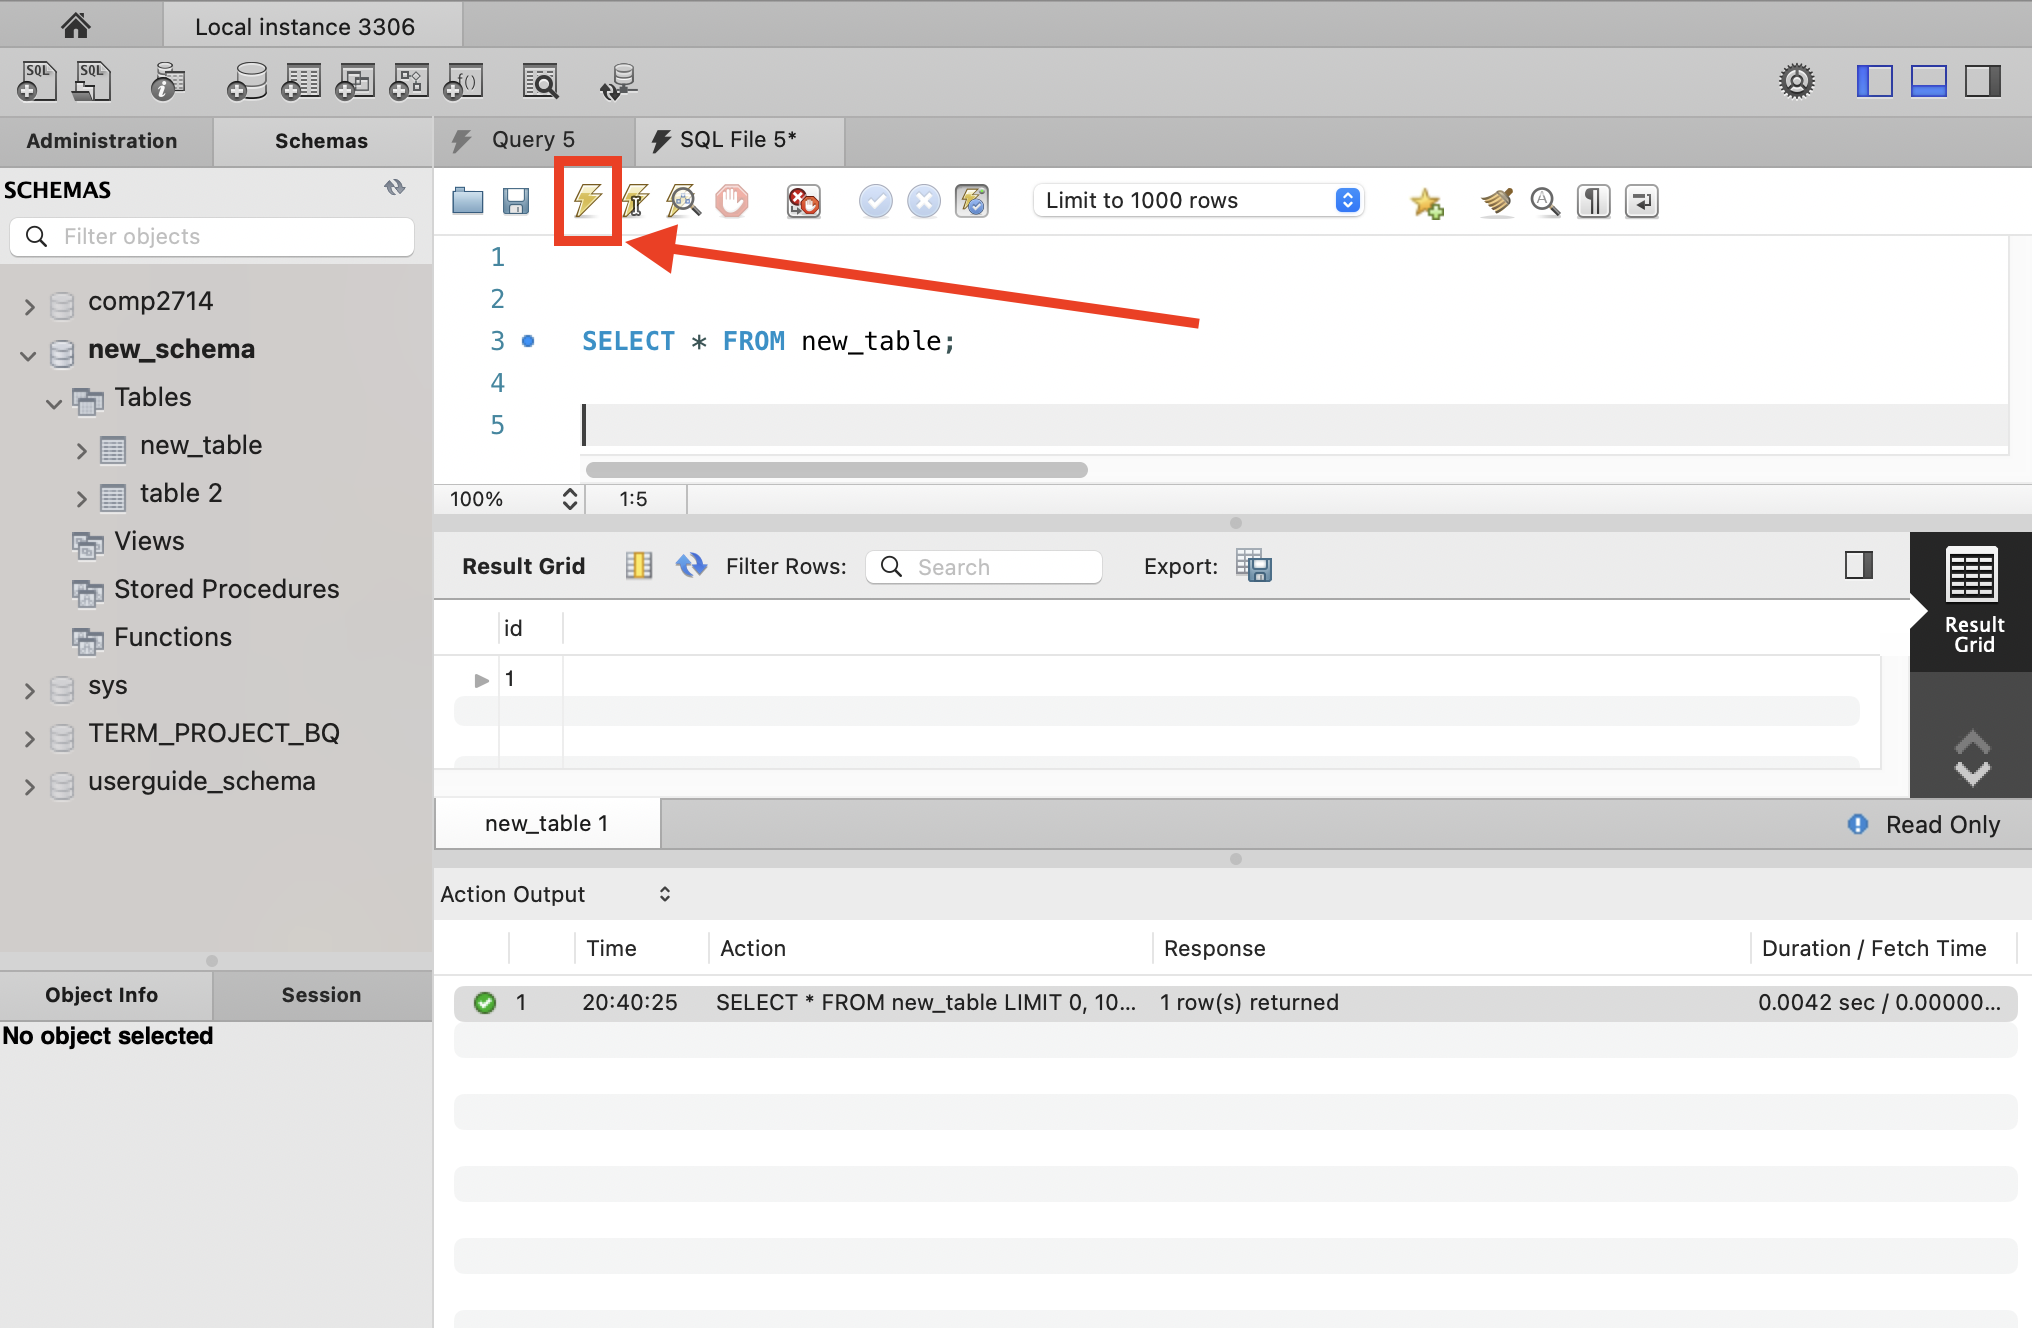 Local instance 3306
SQL
SQL
i
f()
Administration
Schemas
Query 5
SQL File 5*
SCHEMAS
Filter objects
Limit to 1000 rows
A
¶
comp2714
new_schema
Tables
new_table
table 2
Views
Stored Procedures
Functions
sys
TERM_PROJECT_BQ
userguide_schema
1
2
3 SELECT * FROM new_table;
4
5
100%
1:5
Result Grid
Filter Rows:
Search
Export:
Result
Grid
id
1
new_table 1
Read Only
Action Output
Time Action Response Duration / Fetch Time
1 20:40:25 SELECT * FROM new_table LIMIT 0, 10... 1 row(s) returned 0.0042 sec / 0.00000...
Object Info
Session
No object selected